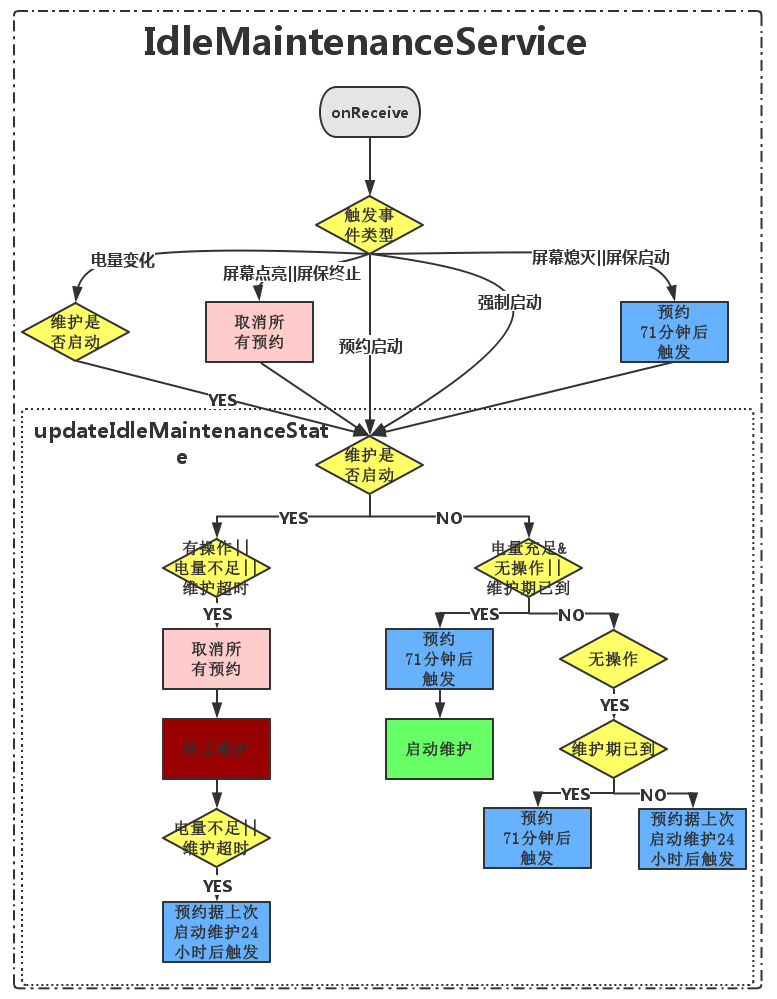 IdleMaintenanceService
onReceive
触发事
件类型
电量变化
屏幕点亮||屏保终止
预约启动
强制启动
屏幕熄灭||屏保启动
维护是
否启动
取消所
有预约
预约
71分钟后
触发
YES
updateIdleMaintenanceStat
e
维护是
否启动
YES
NO
有操作||
电量不足||
维护超时
电量充足&
无操作||
维护期已到
YES
YES
NO
取消所
有预约
预约
71分钟后
触发
无操作
YES
终止维护
启动维护
维护期已到
YES
NO
电量不足||
维护超时
预约
71分钟后
触发
预约据上次
启动维护24
小时后触发
YES
预约据上次
启动维护24
小时后触发